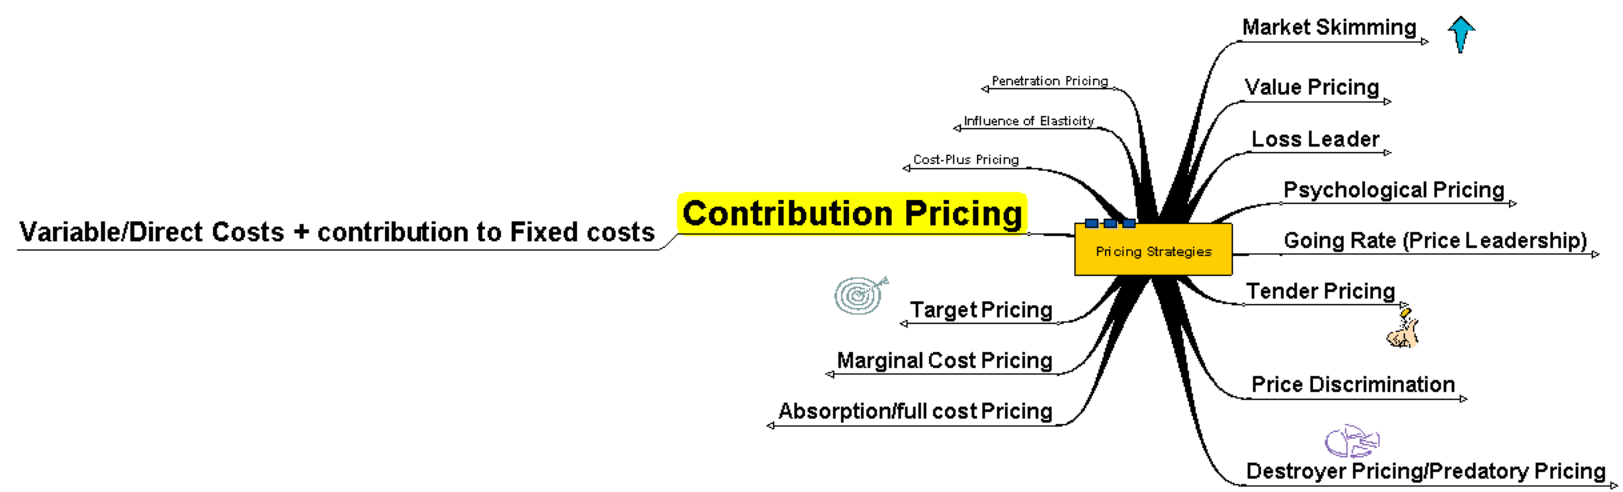 Market Skimming
Penetration Pricing
Value Pricing
Influence of Elasticity
Loss Leader
Cost-Plus Pricing
Psychological Pricing
Contribution Pricing
Variable/Direct Costs + contribution to Fixed costs
Pricing Strategies
Going Rate (Price Leadership)
Tender Pricing
Target Pricing
Marginal Cost Pricing
Price Discrimination
Absorption/full cost Pricing
Destroyer Pricing/Predatory Pricing